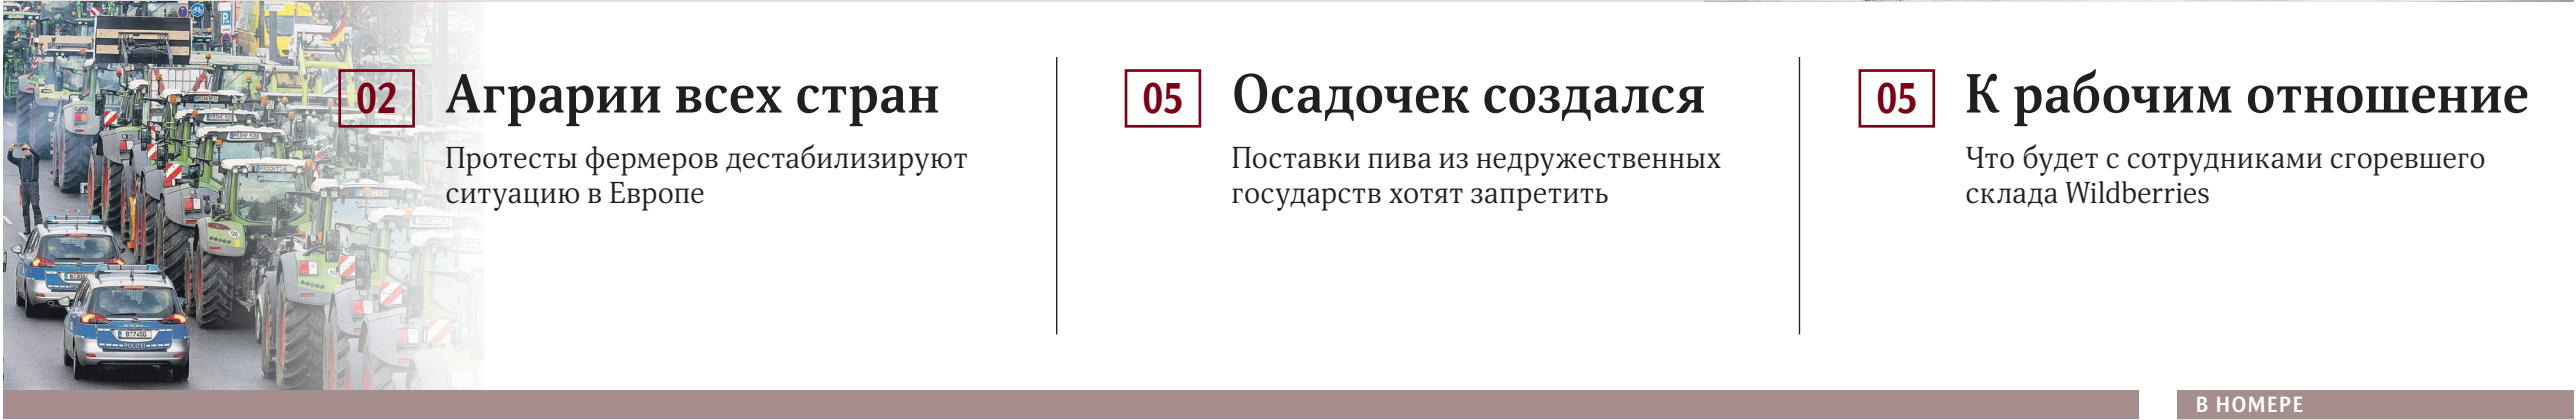 02
Аграрии всех стран
Протесты фермеров дестабилизируют
ситуацию в Европе
05
Осадочек создался
Поставки пива из недружественных
государств хотят запретить
05
К рабочим отношение
Что будет с сотрудниками сгоревшего
склада Wildberries
POLIZEI
В НОМЕРЕ